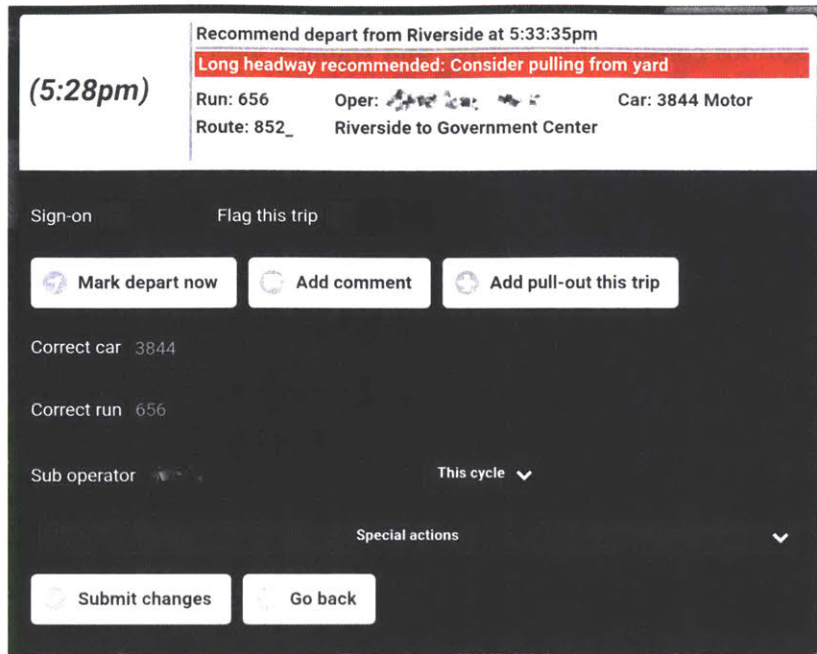 Recommend depart from Riverside at 5:33:35pm
Long headway recommended: Consider pulling from yard
(5:28pm)
Run: 656 Oper: Car: 3844 Motor
Route: 852_ Riverside to Government Center
Sign-on Flag this trip
Mark depart now Add comment Add pull-out this trip
Correct car 3844
Correct run 656
Sub operator This cycle
Special actions
Submit changes Go back